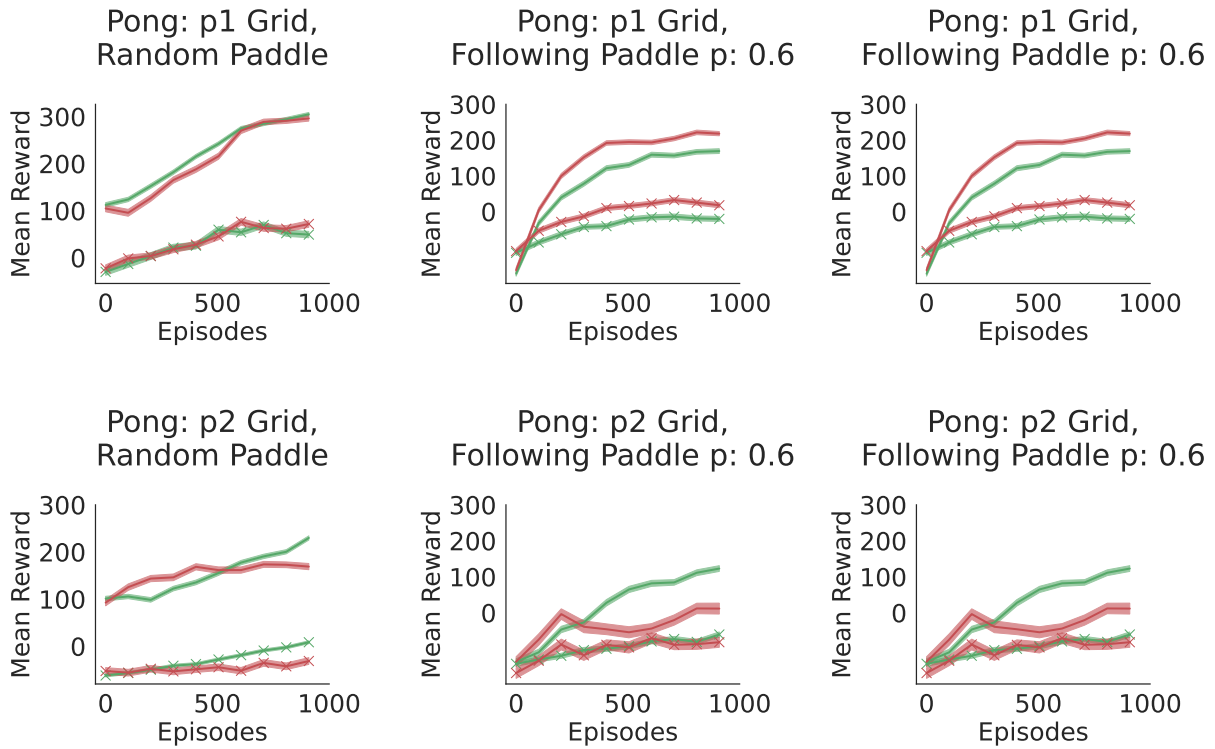 Pong: p1 Grid,
Random Paddle
Mean Reward
300
200
100
0
0
500
1000
Episodes
Pong: p1 Grid,
Following Paddle p: 0.6
Mean Reward
300
200
100
0
0
500
1000
Episodes
Pong: p1 Grid,
Following Paddle p: 0.6
Mean Reward
300
200
100
0
0
500
1000
Episodes
Pong: p2 Grid,
Random Paddle
Mean Reward
300
200
100
0
0
500
1000
Episodes
Pong: p2 Grid,
Following Paddle p: 0.6
Mean Reward
300
200
100
0
0
500
1000
Episodes
Pong: p2 Grid,
Following Paddle p: 0.6
Mean Reward
300
200
100
0
0
500
1000
Episodes